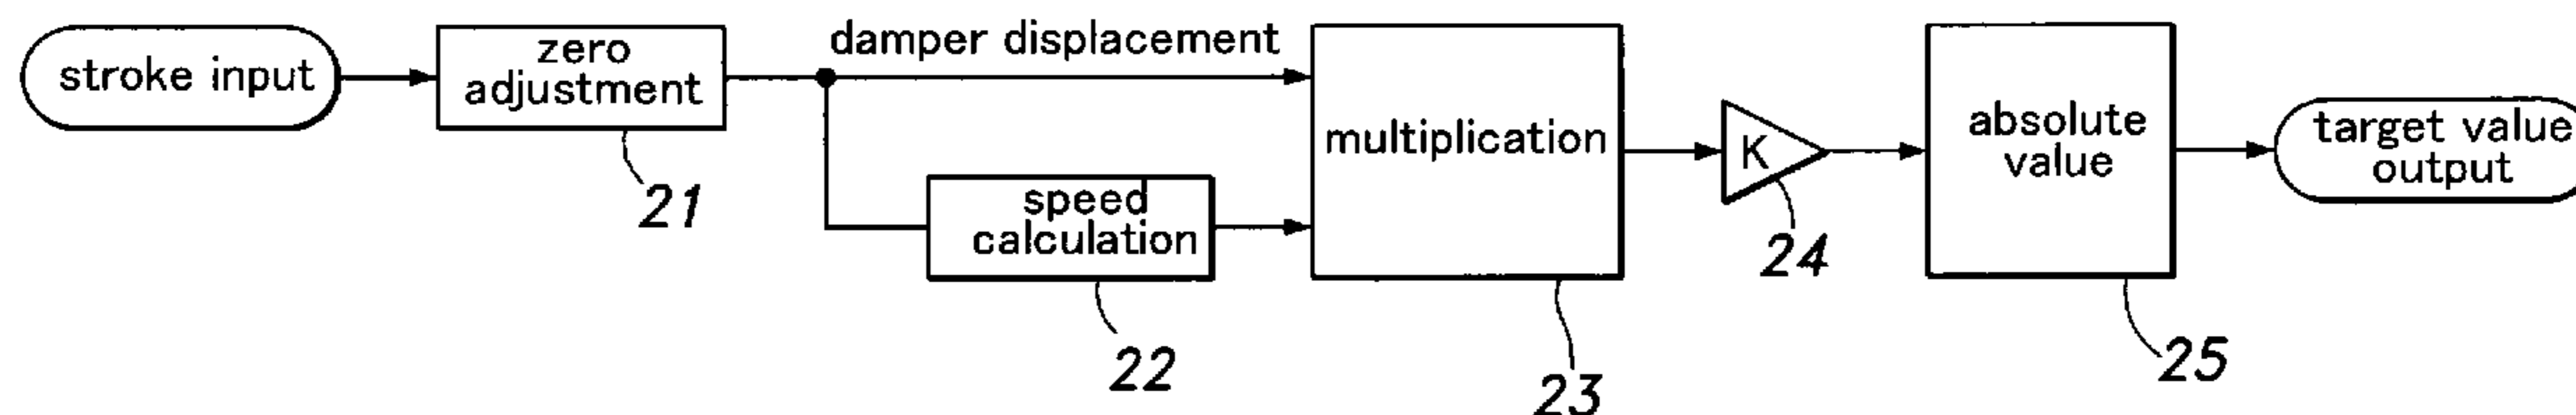 stroke input
zero
adjustment
damper displacement
speed
calculation
multiplication
K
absolute
value
target value
output
21
22
23
24
25